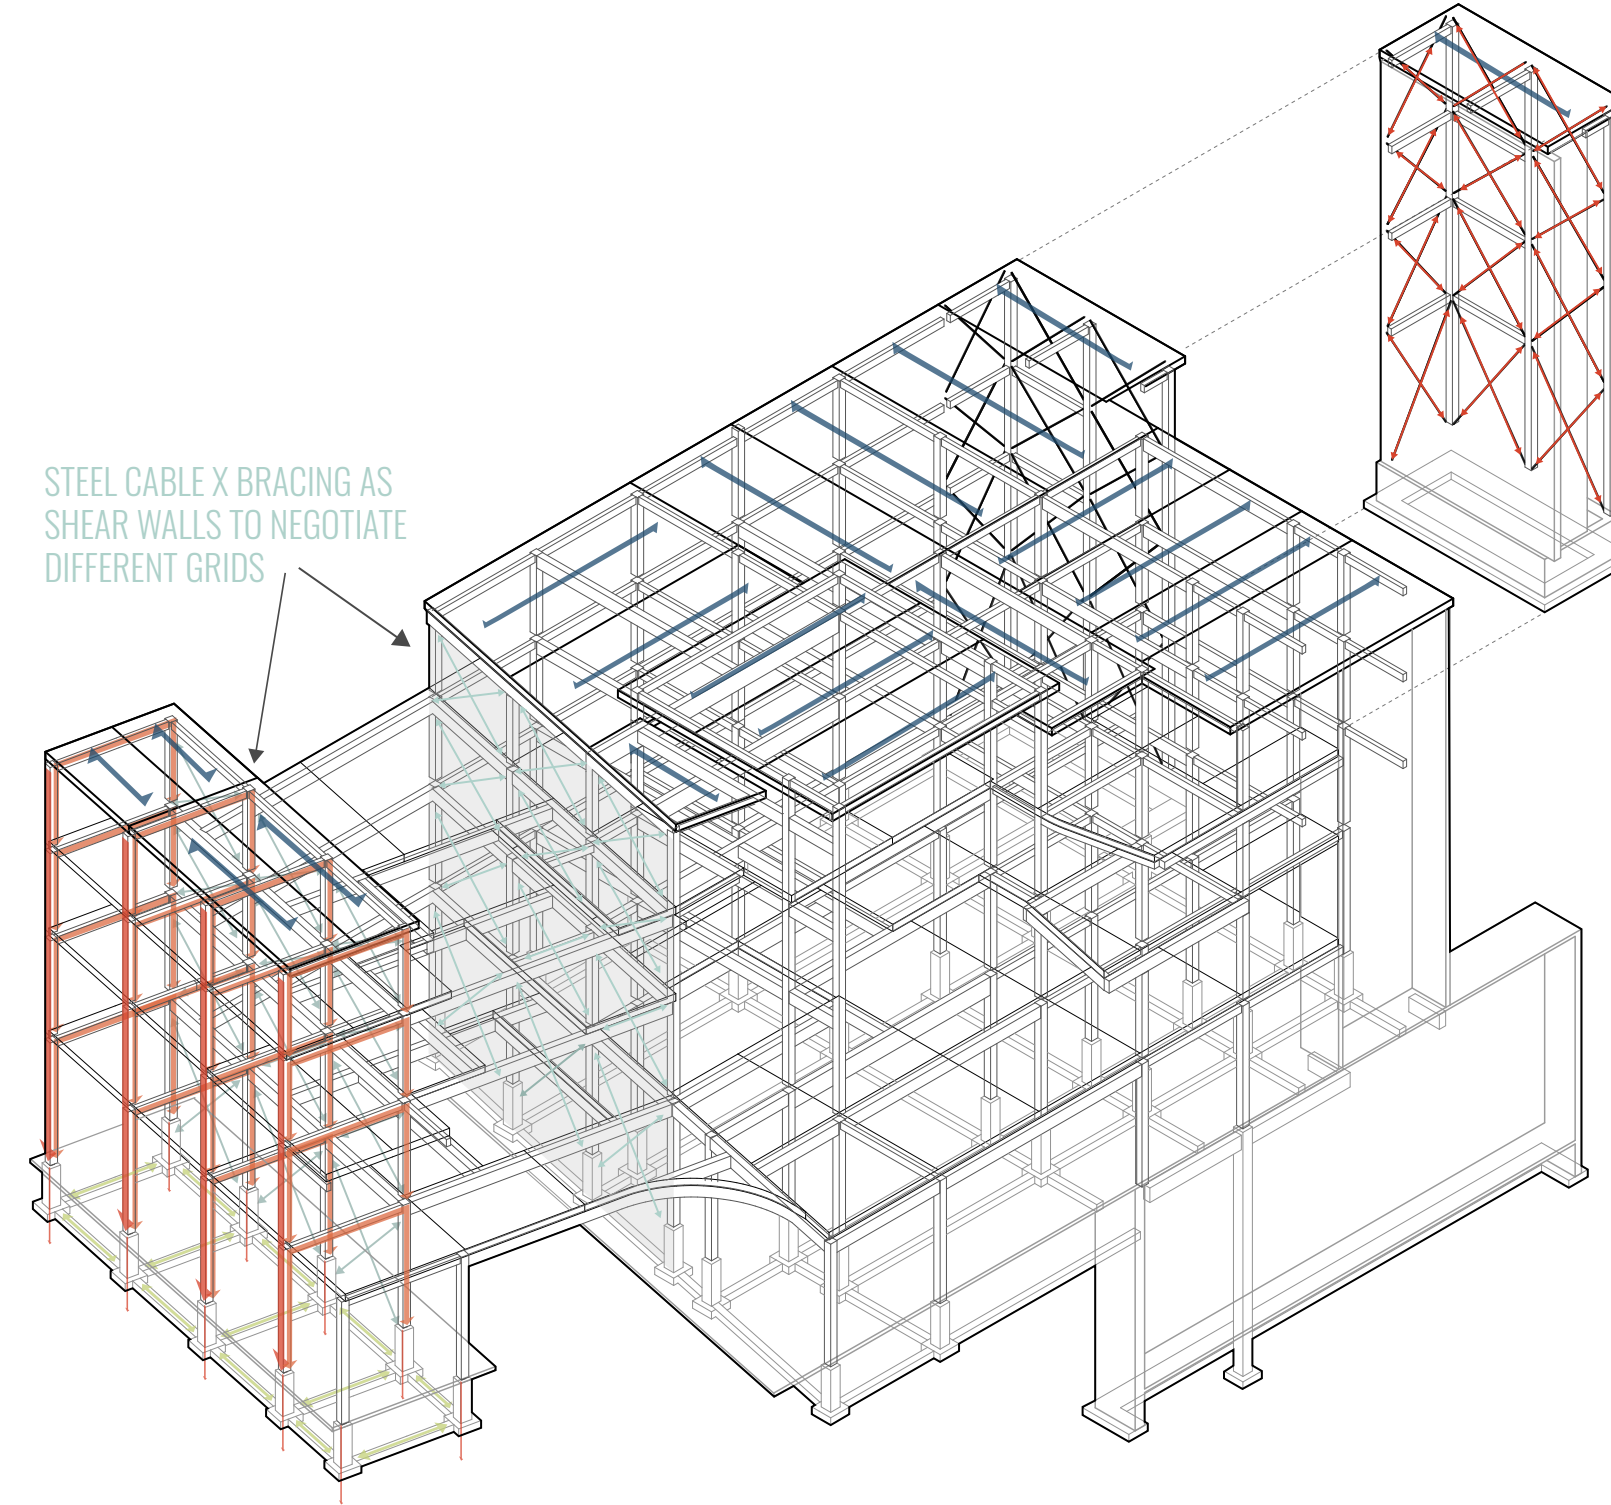 STEEL CABLE X BRACING AS
SHEAR WALLS TO NEGOTIATE
DIFFERENT GRIDS